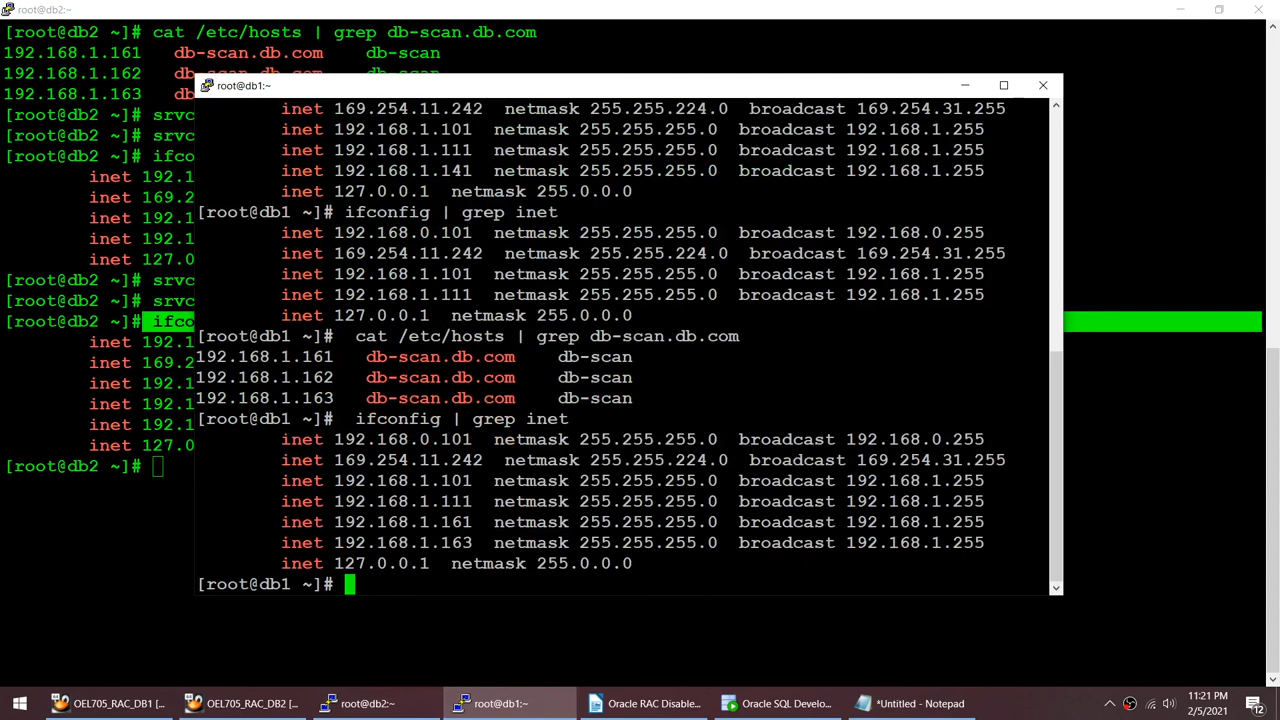 root@db2:~
[root@db2 ~]# cat /etc/hosts | grep db-scan.db.com
192.168.1.161 db-scan.db.com db-scan
192.168.1.162 db-scan.db.com db-scan
192.168.1.163 db
[root@db2 ~]# srvc
[root@db2 ~]# srvc
[root@db2 ~]# ifco
inet 192.1
inet 169.2
inet 192.1
inet 192.1
inet 127.0
[root@db2 ~]# srvc
[root@db2 ~]# srvc
[root@db2 ~]# ifco
inet 192.1
inet 169.2
inet 192.1
inet 192.1
inet 192.1
inet 127.0
[root@db2 ~]#
root@db1:~
inet 169.254.11.242 netmask 255.255.224.0 broadcast 169.254.31.255
inet 192.168.1.101 netmask 255.255.255.0 broadcast 192.168.1.255
inet 192.168.1.111 netmask 255.255.255.0 broadcast 192.168.1.255
inet 192.168.1.141 netmask 255.255.255.0 broadcast 192.168.1.255
inet 127.0.0.1 netmask 255.0.0.0
[root@db1 ~]# ifconfig | grep inet
inet 192.168.0.101 netmask 255.255.255.0 broadcast 192.168.0.255
inet 169.254.11.242 netmask 255.255.224.0 broadcast 169.254.31.255
inet 192.168.1.101 netmask 255.255.255.0 broadcast 192.168.1.255
inet 192.168.1.111 netmask 255.255.255.0 broadcast 192.168.1.255
inet 127.0.0.1 netmask 255.0.0.0
[root@db1 ~]# cat /etc/hosts | grep db-scan.db.com
192.168.1.161 db-scan.db.com db-scan
192.168.1.162 db-scan.db.com db-scan
192.168.1.163 db-scan.db.com db-scan
[root@db1 ~]# ifconfig | grep inet
inet 192.168.0.101 netmask 255.255.255.0 broadcast 192.168.0.255
inet 169.254.11.242 netmask 255.255.224.0 broadcast 169.254.31.255
inet 192.168.1.101 netmask 255.255.255.0 broadcast 192.168.1.255
inet 192.168.1.111 netmask 255.255.255.0 broadcast 192.168.1.255
inet 192.168.1.161 netmask 255.255.255.0 broadcast 192.168.1.255
inet 192.168.1.163 netmask 255.255.255.0 broadcast 192.168.1.255
inet 127.0.0.1 netmask 255.0.0.0
[root@db1 ~]#
OEL705_RAC_DB1 [... OEL705_RAC_DB2 [... root@db2:~ root@db1:~ Oracle RAC Disable... Oracle SQL Develo... *Untitled - Notepad
11:21 PM
2/5/2021
12